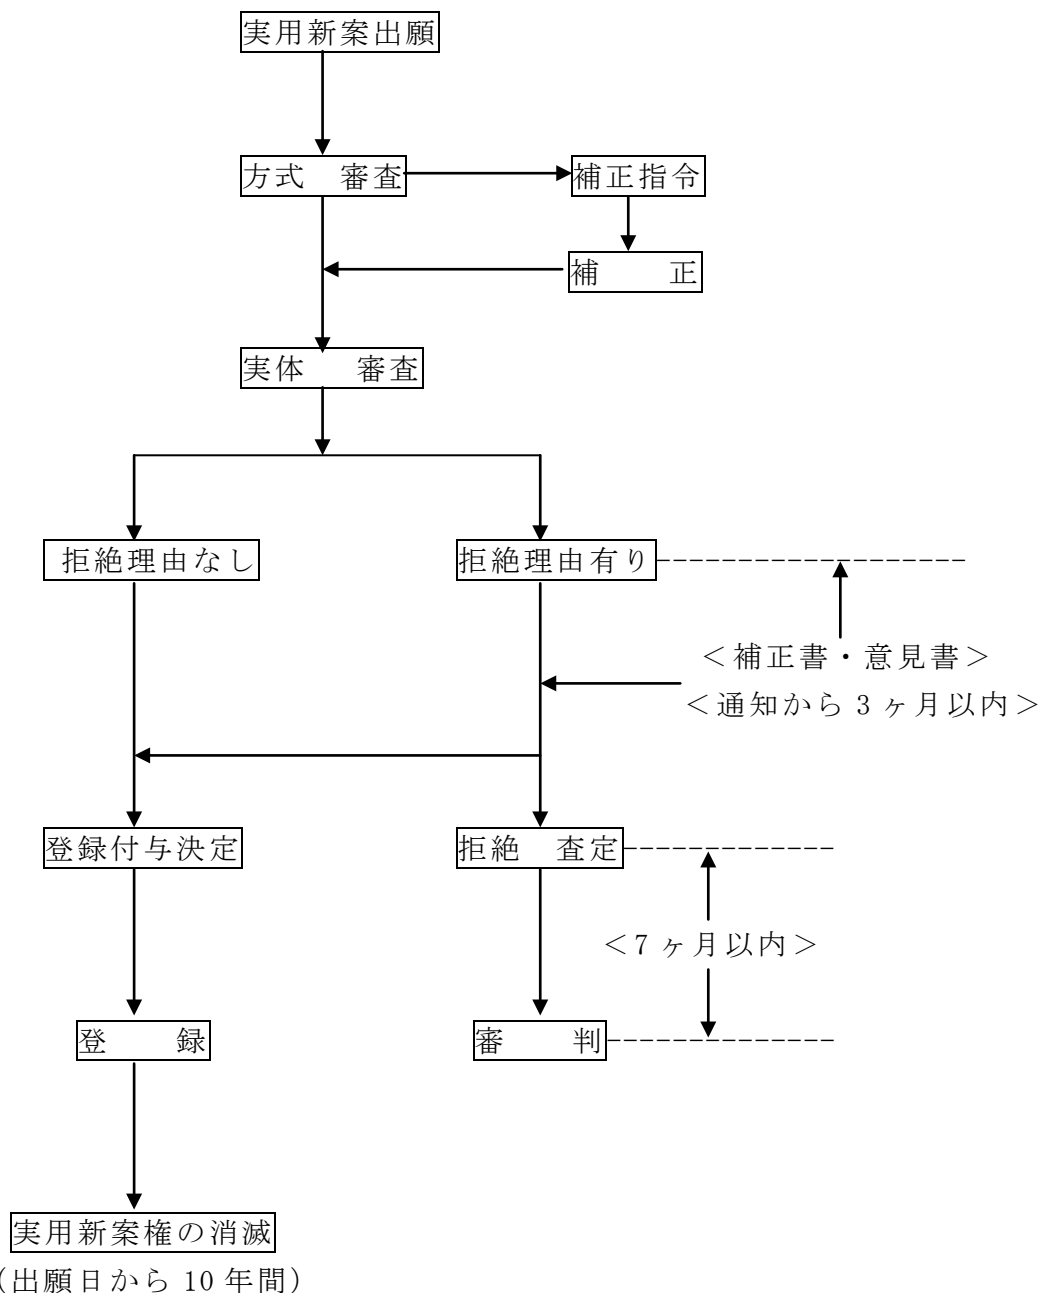 実用新案出願
方式　審査
補正指令
補　　正
実体　審査
拒絶理由なし
拒絶理由有り
＜補正書・意見書＞
＜通知から 3 ヶ月以内＞
登録付与決定
拒絶　査定
＜7 ヶ月以内＞
登　　録
審　　判
実用新案権の消滅
（出願日から 10 年間）